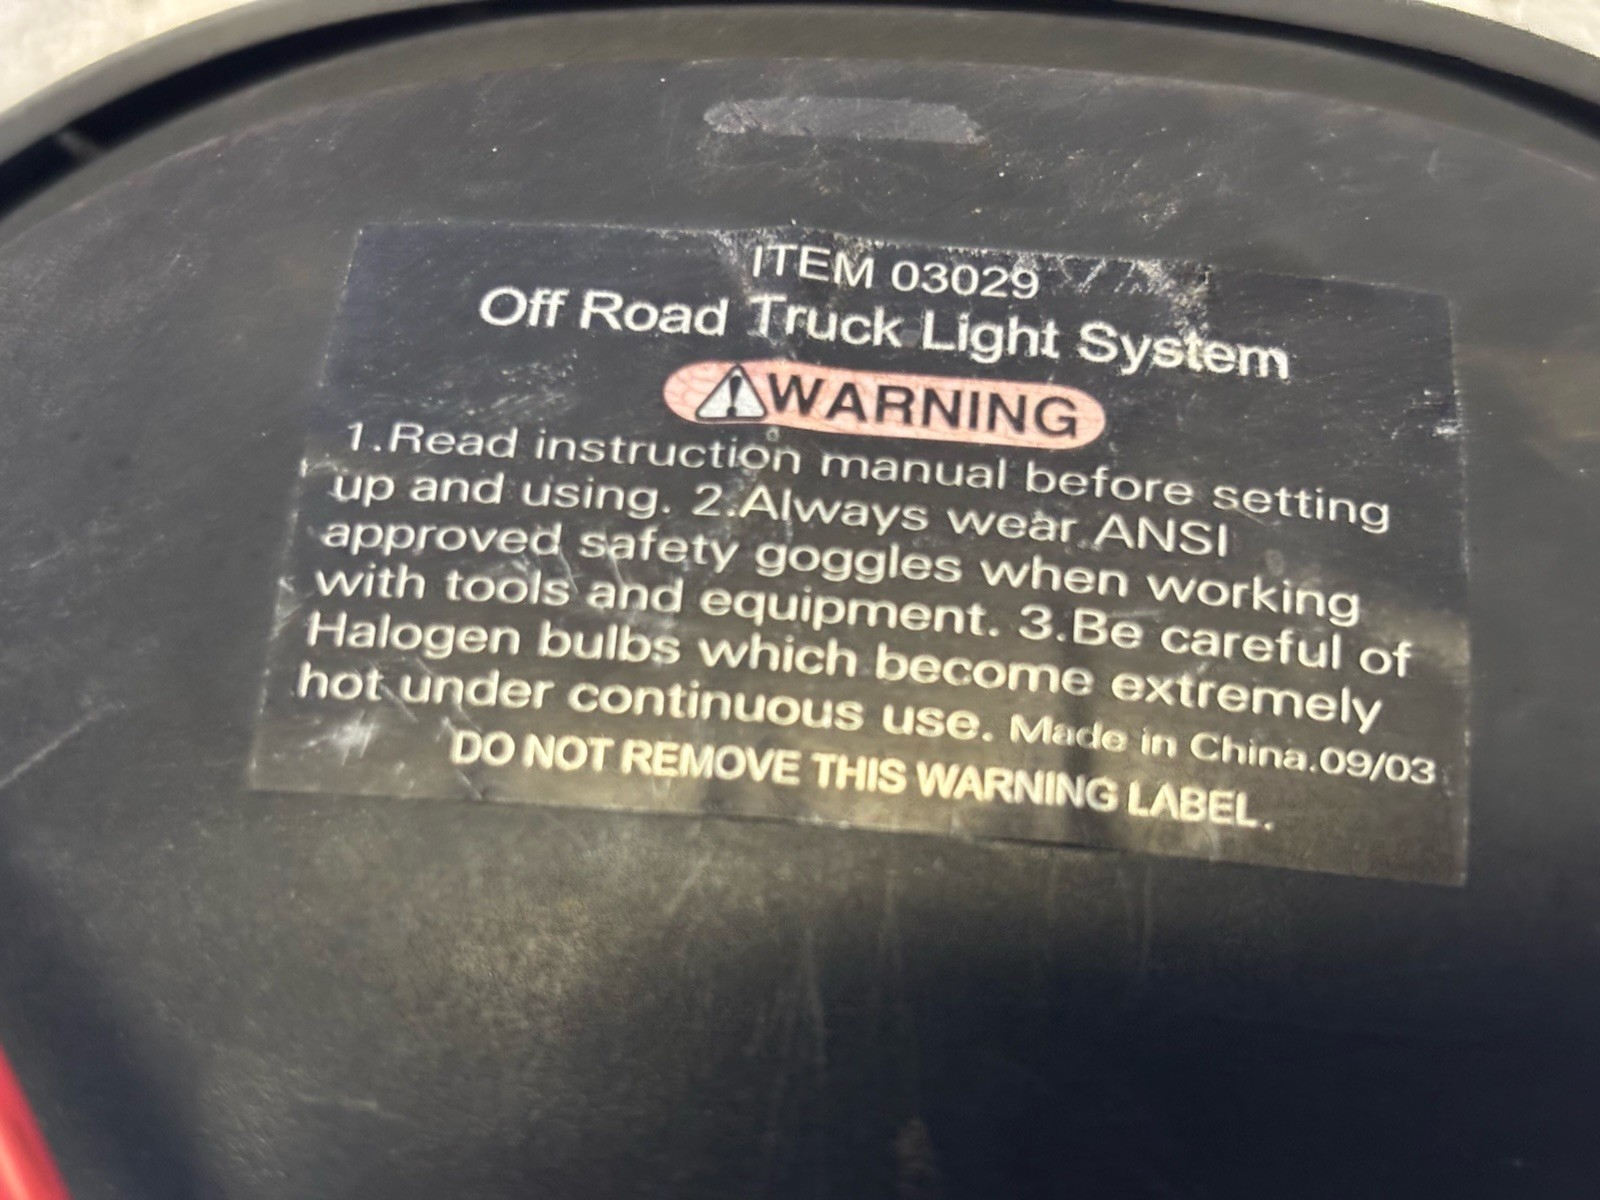 ITEM 03029
Off Road Truck Light System
WARNING
1.Read instruction manual before setting
up and using. 2.Always wear ANSI
approved safety goggles when working
with tools and equipment. 3.Be careful of
Halogen bulbs which become extremely
hot under continuous use. Made in China.09/03
DO NOT REMOVE THIS WARNING LABEL.